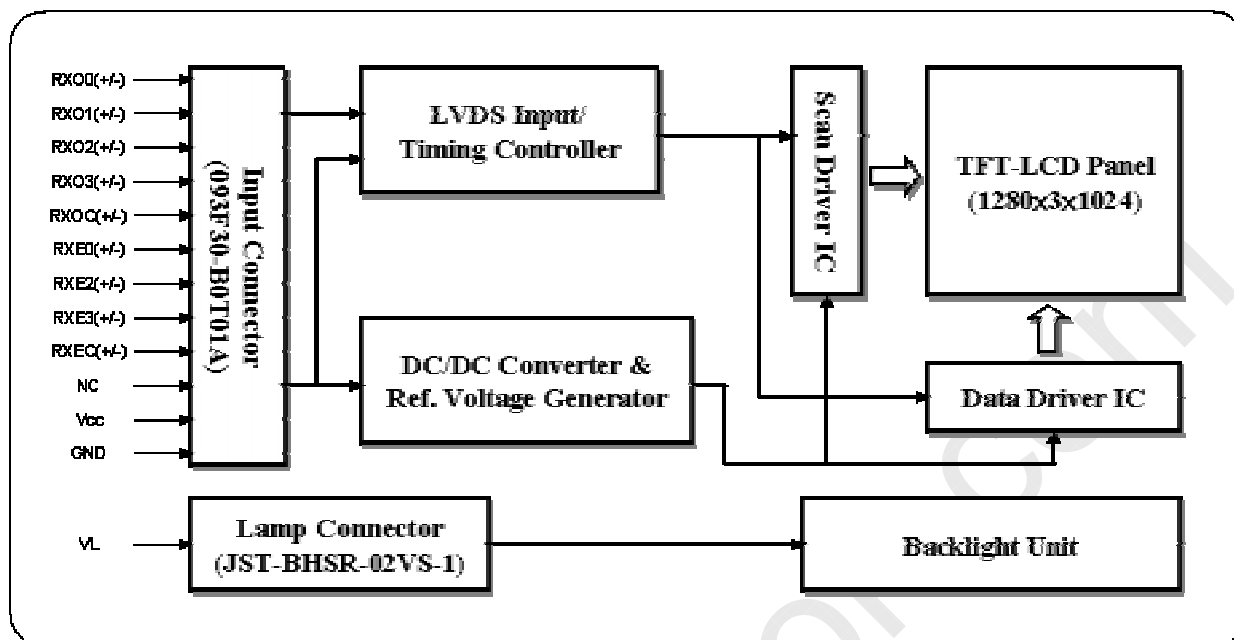 RXO0(+/-)
RXO1(+/-)
RXO2(+/-)
RXO3(+/-)
RXOC(+/-)
RXE0(+/-)
RXE2(+/-)
RXE3(+/-)
RXEC(+/-)
NC
Vcc
GND
VL
Input Connector
(093F30-B0T01A)
LVDS Input/
Timing Controller
DC/DC Converter &
Ref. Voltage Generator
Scan Driver IC
TFT-LCD Panel
(1280x3x1024)
Data Driver IC
Lamp Connector
(JST-BHSR-02VS-1)
Backlight Unit